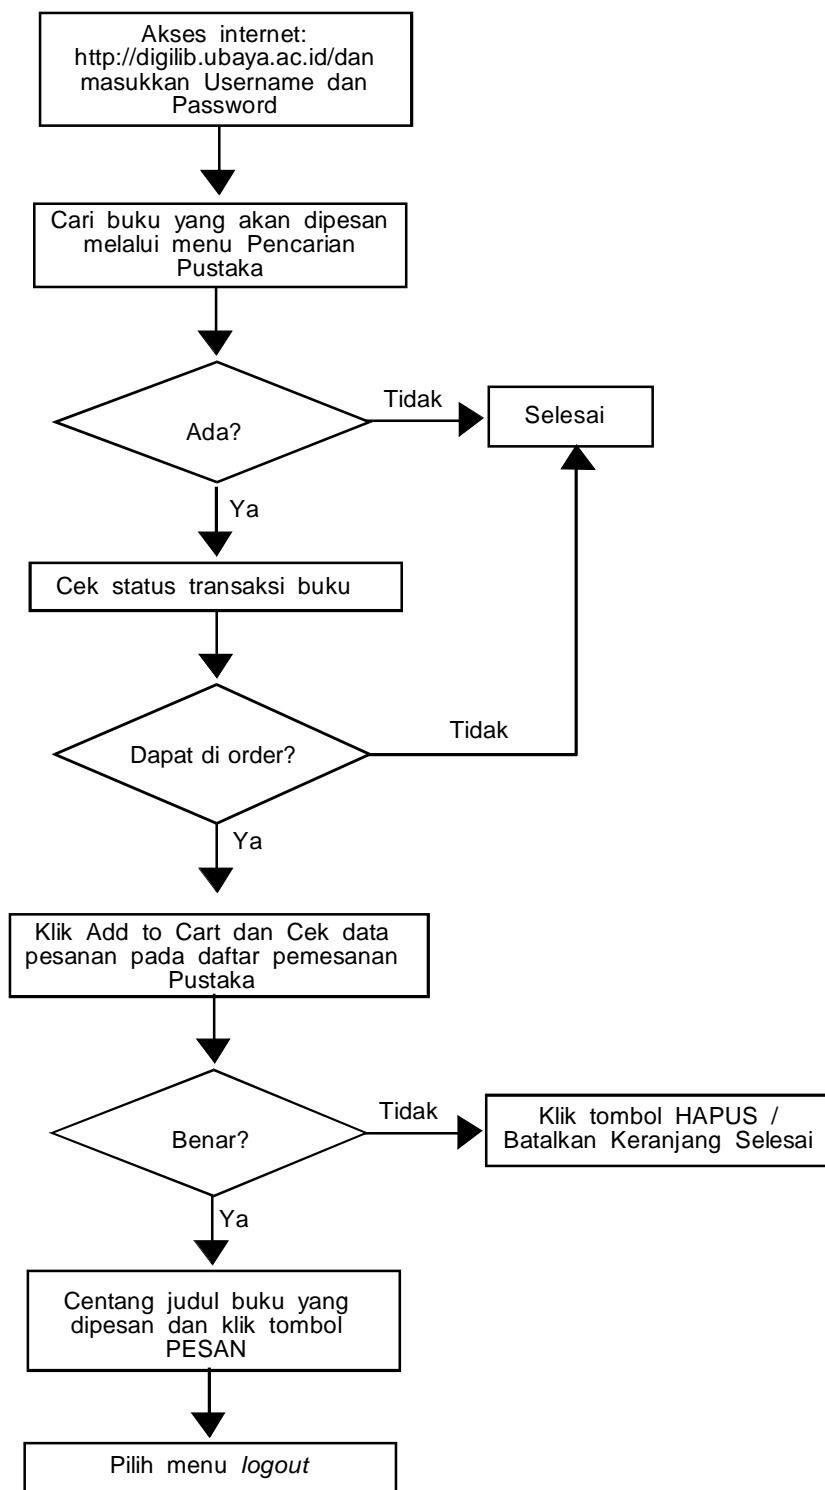 Akses internet:
http://digilib.ubaya.ac.id/dan
masukkan Username dan
Password
Cari buku yang akan dipesan
melalui menu Pencarian
Pustaka
Ada?
Tidak
Selesai
Ya
Cek status transaksi buku
Dapat di order?
Tidak
Ya
Klik Add to Cart dan Cek data
pesanan pada daftar pemesanan
Pustaka
Benar?
Tidak
Klik tombol HAPUS /
Batalkan Keranjang Selesai
Ya
Centang judul buku yang
dipesan dan klik tombol
PESAN
Pilih menu logout